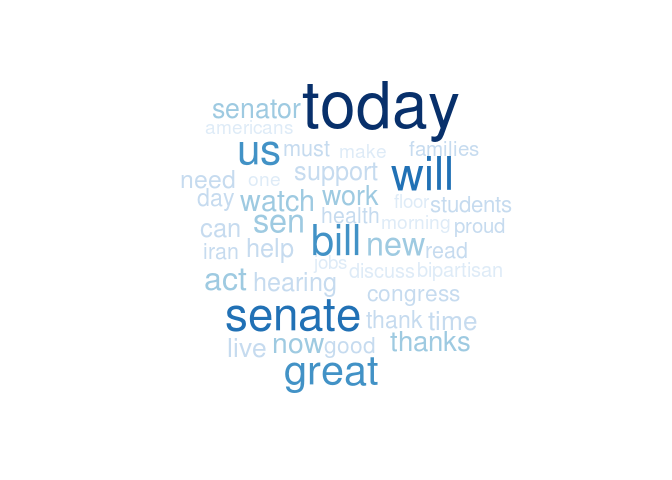 today
senator
americans
us must make families
need one support will
day watch work floor students
can sen health morning proud
iran help bill new read
jobs discuss bipartisan
act hearing
congress
senate thank time
live now good thanks
great